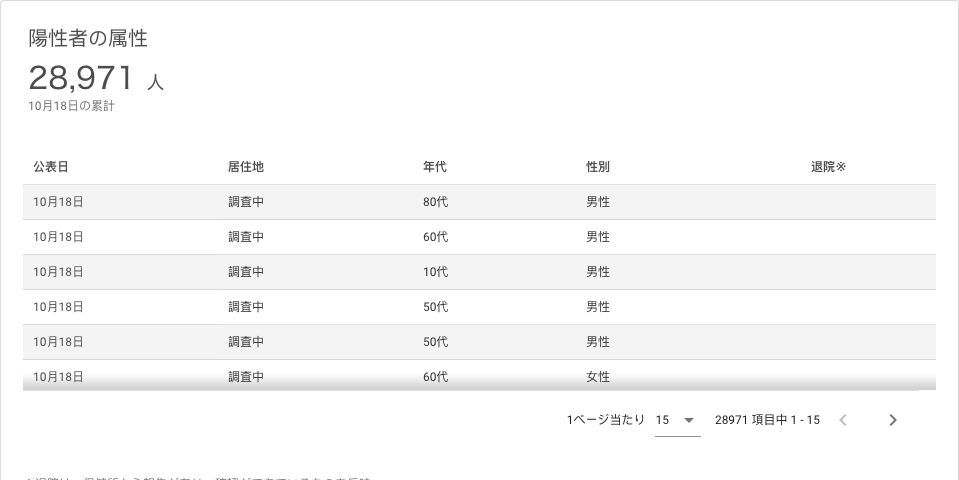 陽性者の属性
28,971 人
10月18日の累計
公表日 居住地 年代 性別 退院※
10月18日 調査中 80代 男性
10月18日 調査中 60代 男性
10月18日 調査中 10代 男性
10月18日 調査中 50代 男性
10月18日 調査中 50代 男性
10月18日 調査中 60代 女性
1ページ当たり 15 28971 項目中 1 - 15